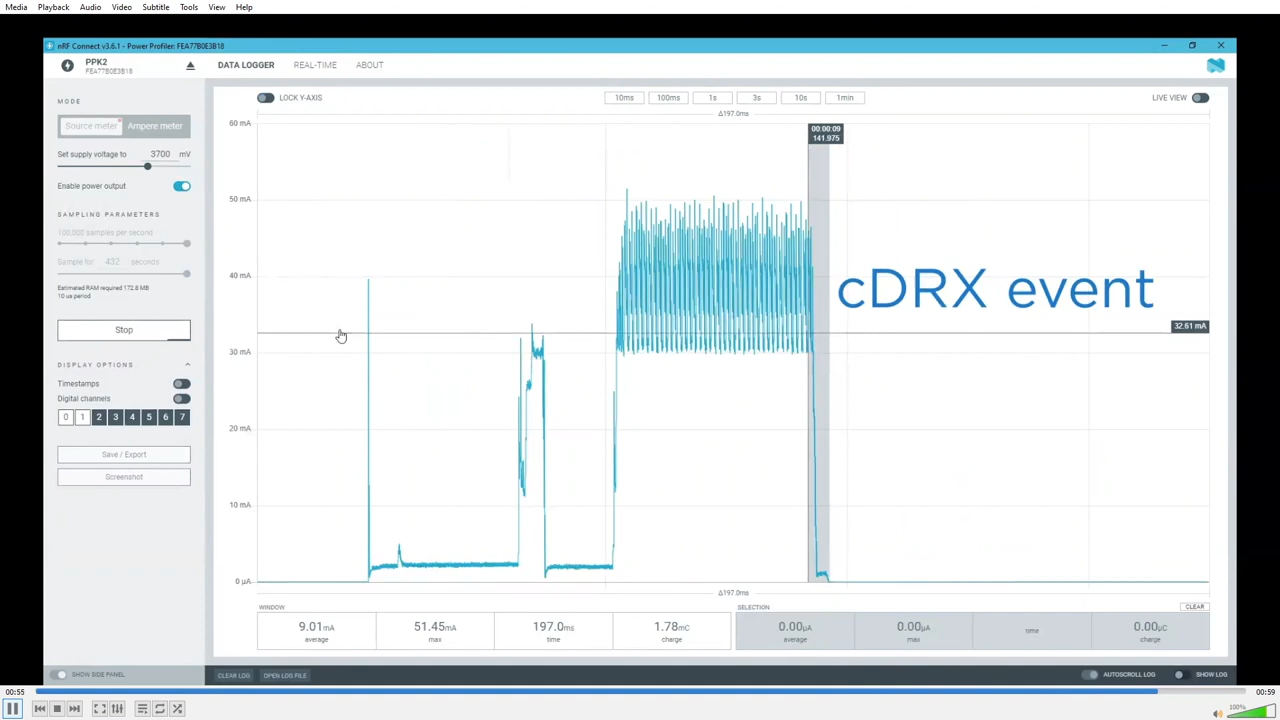 Media Playback Audio Video Subtitle Tools View Help
nRF Connect v3.6.1 - Power Profiler: FEA77B0E3B18
PPK2
FEA77B0E3B18
DATA LOGGER REAL-TIME ABOUT
MODE
Source meter Ampere meter
Set supply voltage to 3700 mV
Enable power output
SAMPLING PARAMETERS
100,000 samples per second
Sample for 432 seconds
Estimated RAM required 172.8 MB
10 us period
Stop
DISPLAY OPTIONS
Timestamps
Digital channels
0 1 2 3 4 5 6 7
Save / Export
Screenshot
LOCK Y-AXIS 10ms 100ms 1s 3s 10s 1min LIVE VIEW
Δ197.0ms
60 mA
00:00:09
141.975
50 mA
40 mA
cDRX event
32.61 mA
30 mA
20 mA
10 mA
0 µA
Δ197.0ms
WINDOW SELECTION CLEAR
9.01mA 51.45mA 197.0ms 1.78mC 0.00µA 0.00µA 0.00µC
average max time charge average max time charge
SHOW SIDE PANEL CLEAR LOG OPEN LOG FILE AUTOSCROLL LOG SHOW LOG
00:55 00:59
100%